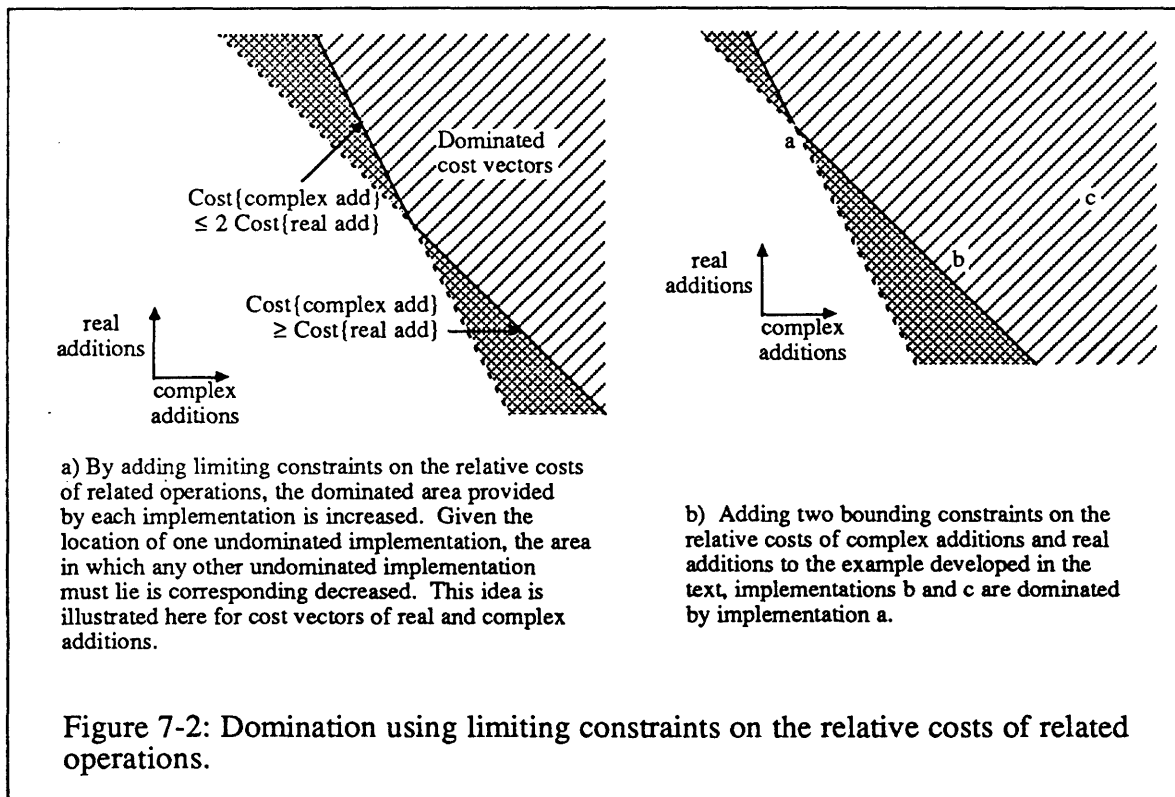 Dominated
cost vectors
Cost{complex add}
≤ 2 Cost{real add}
Cost{complex add}
≥ Cost{real add}
real
additions
complex
additions
a) By adding limiting constraints on the relative costs
of related operations, the dominated area provided
by each implementation is increased. Given the
location of one undominated implementation, the area
in which any other undominated implementation
must lie is corresponding decreased. This idea is
illustrated here for cost vectors of real and complex
additions.
a
c
b
real
additions
complex
additions
b) Adding two bounding constraints on the
relative costs of complex additions and real
additions to the example developed in the
text, implementations b and c are dominated
by implementation a.
Figure 7-2: Domination using limiting constraints on the relative costs of related
operations.